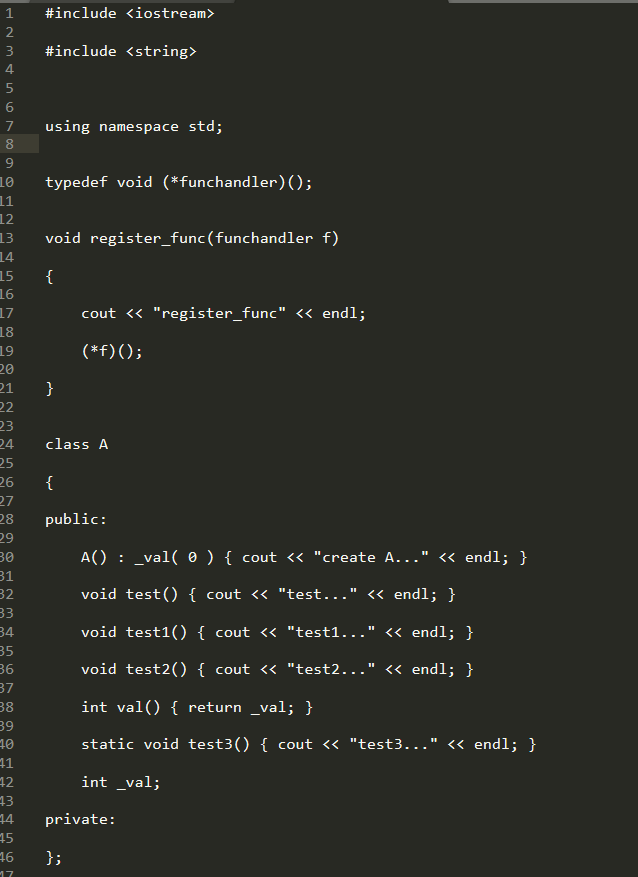 1 #include <iostream>
2
3 #include <string>
4
5
6
7 using namespace std;
8
9
10 typedef void (*funchandler)();
11
12
13 void register_func(funchandler f)
14
15 {
16
17 cout << "register_func" << endl;
18
19 (*f)();
20
21 }
22
23
24 class A
25
26 {
27
28 public:
29
30 A() : _val( 0 ) { cout << "create A..." << endl; }
31
32 void test() { cout << "test..." << endl; }
33
34 void test1() { cout << "test1..." << endl; }
35
36 void test2() { cout << "test2..." << endl; }
37
38 int val() { return _val; }
39
40 static void test3() { cout << "test3..." << endl; }
41
42 int _val;
43
44 private:
45
46 };
47